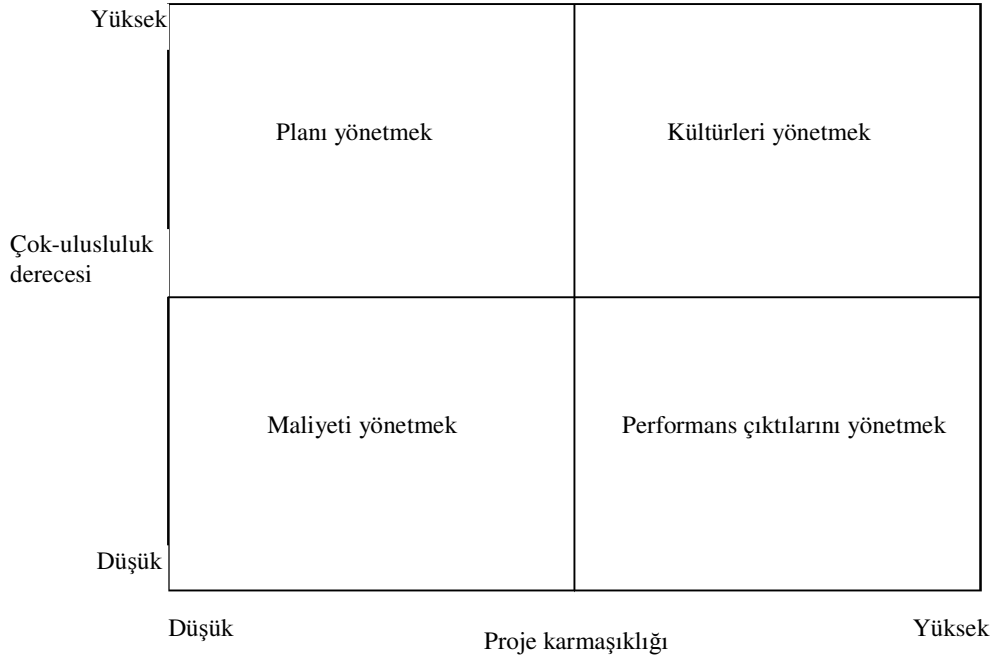 Yüksek
Planı yönetmek
Kültürleri yönetmek
Çok-ulusluluk
derecesi
Maliyeti yönetmek
Performans çıktılarını yönetmek
Düşük
Düşük
Proje karmaşıklığı
Yüksek